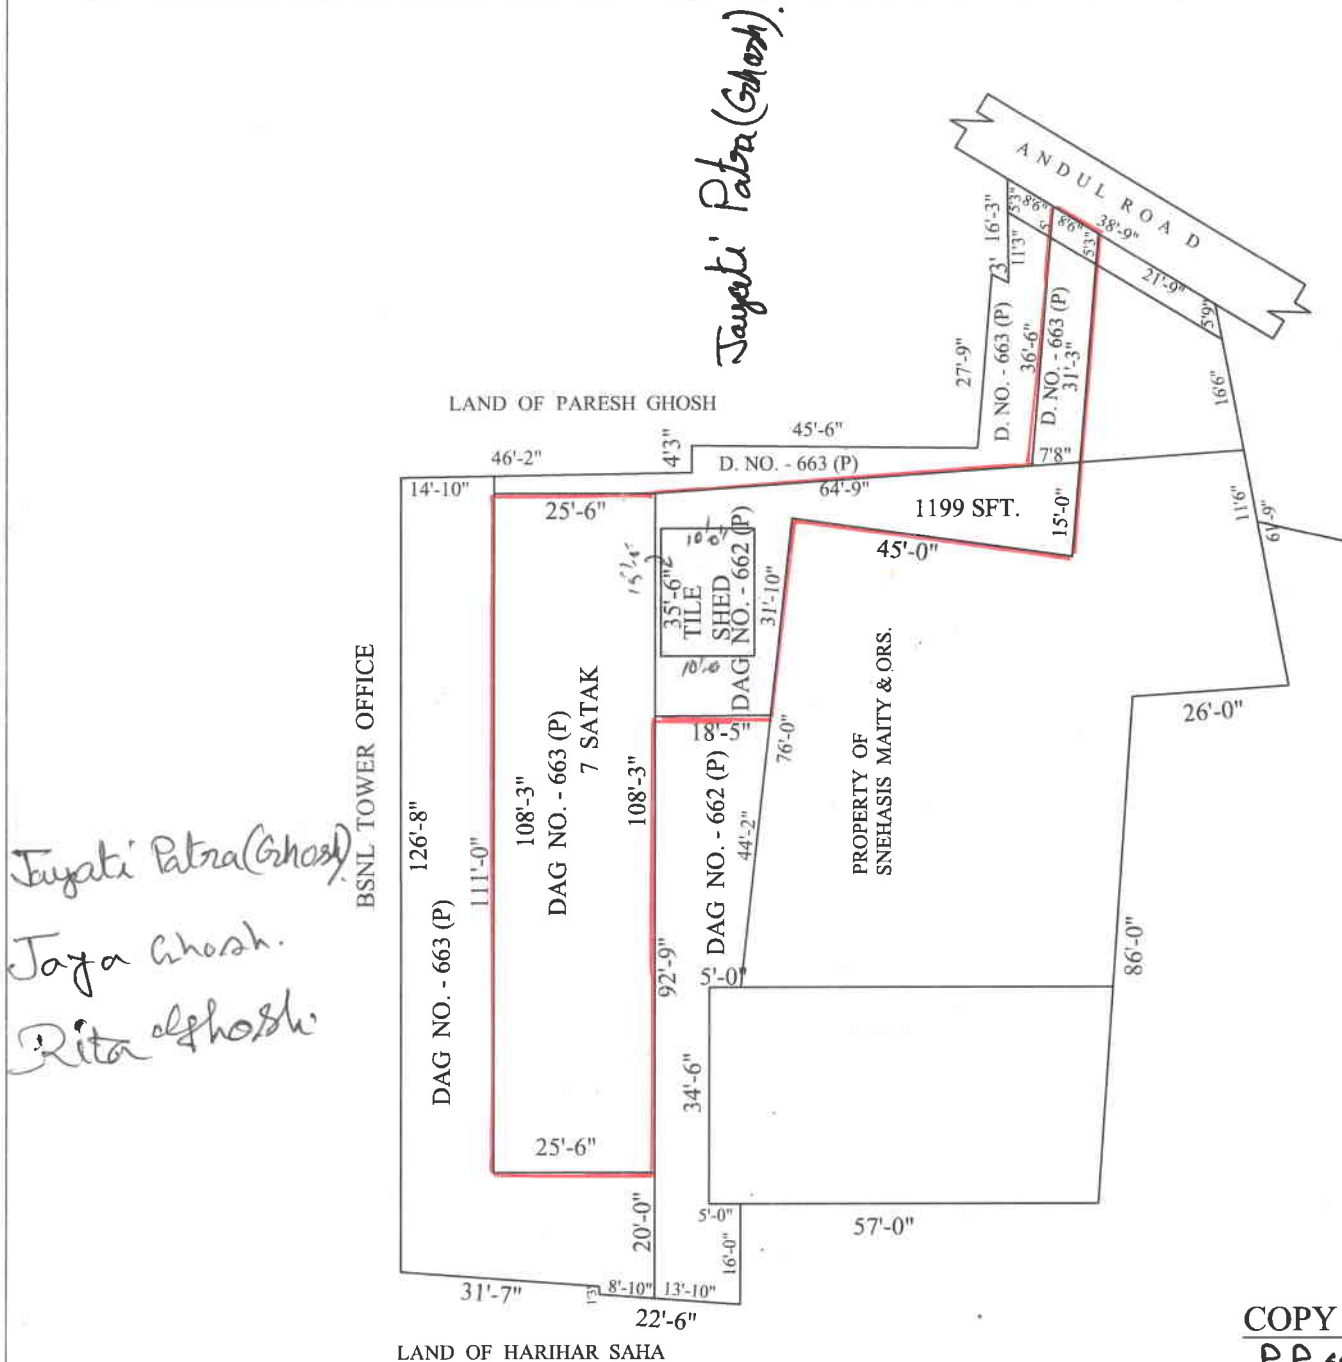 Jayati Patra(Ghosh).
ANDUL ROAD
5'3"
8'6"
5'
8'6"
5'3"
38'-9"
21'-9"
5'9"
16'-3"
11'3"
3'
27'-9"
D. NO. - 663 (P)
36'-6"
D. NO. - 663 (P)
31'-3"
16'6"
LAND OF PARESH GHOSH
46'-2"
4'3"
45'-6"
D. NO. - 663 (P)
7'8"
14'-10"
25'-6"
64'-9"
1199 SFT.
15'-0"
11'6"
61'-9"
45'-0"
10'-0"
35'-6"
TILE
SHED
DAG NO. - 662 (P)
31'-10"
10'-0
18'-5"
76'-0"
26'-0"
BSNL TOWER OFFICE
126'-8"
111'-0"
108'-3"
DAG NO. - 663 (P)
7 SATAK
108'-3"
DAG NO. - 662 (P)
44'-2"
PROPERTY OF
SNEHASIS MAITY & ORS.
Jayati Patra(Ghosh).
Jaya Ghosh.
Rita Ghosh.
DAG NO. - 663 (P)
92'-9"
5'-0"
86'-0"
34'-6"
25'-6"
20'-0"
5'-0"
57'-0"
16'-0"
31'-7"
1'3"
8'-10"
13'-10"
22'-6"
LAND OF HARIHAR SAHA
COPY